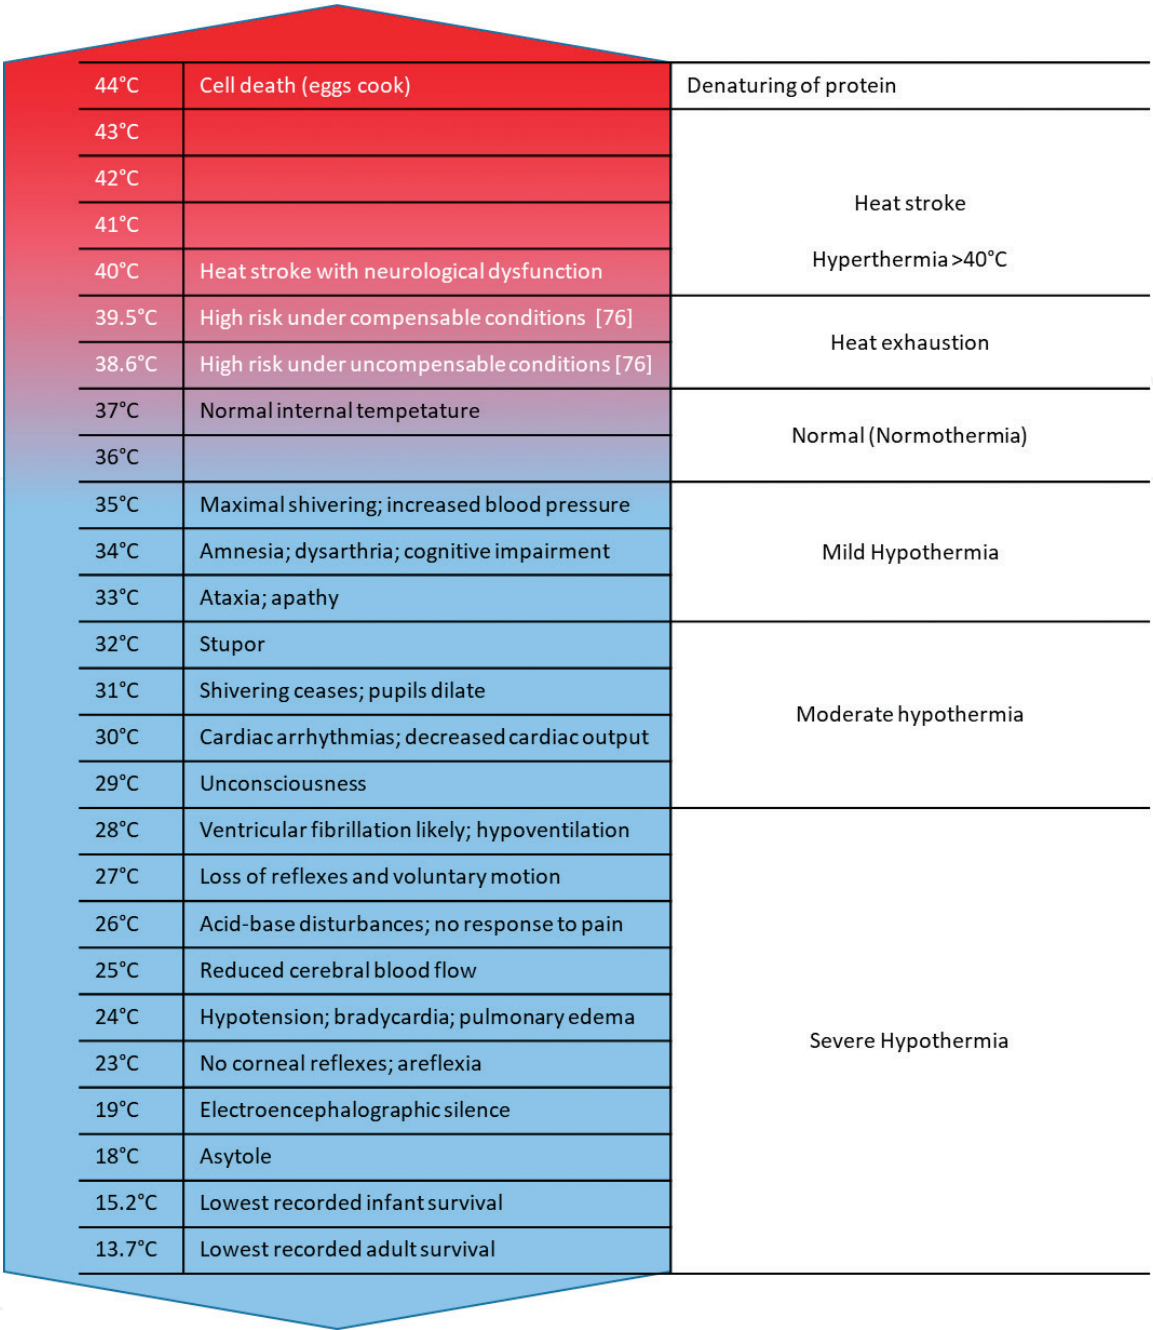 44°C Cell death (eggs cook) Denaturing of protein
43°C
42°C
Heat stroke
41°C
Hyperthermia >40°C
40°C Heat stroke with neurological dysfunction
39.5°C High risk under compensable conditions [76]
Heat exhaustion
38.6°C High risk under uncompensable conditions [76]
37°C Normal internal tempetature
Normal (Normothermia)
36°C
35°C Maximal shivering; increased blood pressure
34°C Amnesia; dysarthria; cognitive impairment Mild Hypothermia
33°C Ataxia; apathy
32°C Stupor
31°C Shivering ceases; pupils dilate
Moderate hypothermia
30°C Cardiac arrhythmias; decreased cardiac output
29°C Unconsciousness
28°C Ventricular fibrillation likely; hypoventilation
27°C Loss of reflexes and voluntary motion
26°C Acid-base disturbances; no response to pain
25°C Reduced cerebral blood flow
24°C Hypotension; bradycardia; pulmonary edema
Severe Hypothermia
23°C No corneal reflexes; areflexia
19°C Electroencephalographic silence
18°C Asytole
15.2°C Lowest recorded infant survival
13.7°C Lowest recorded adult survival